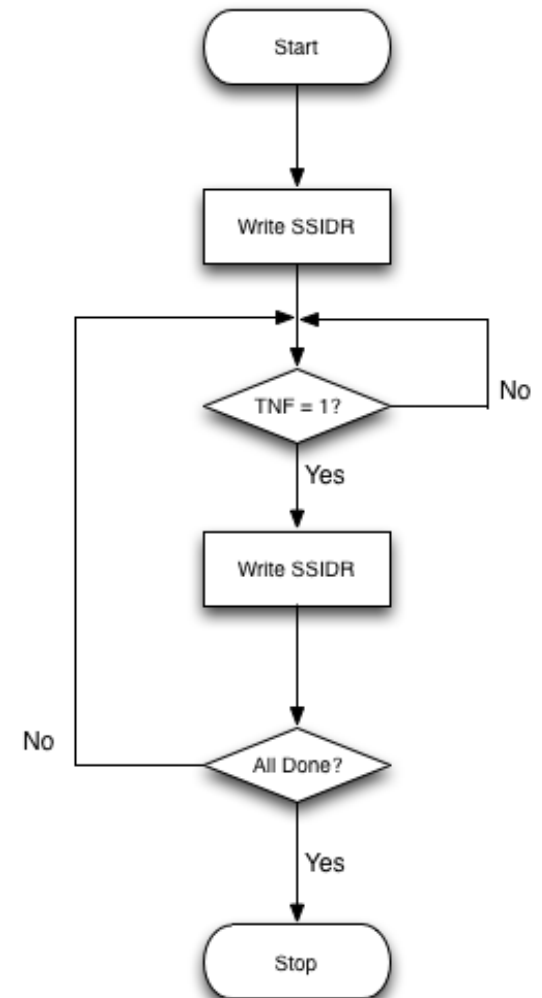 Start
Write SSIDR
TNF = 1?
No
Yes
Write SSIDR
No
All Done?
Yes
Stop